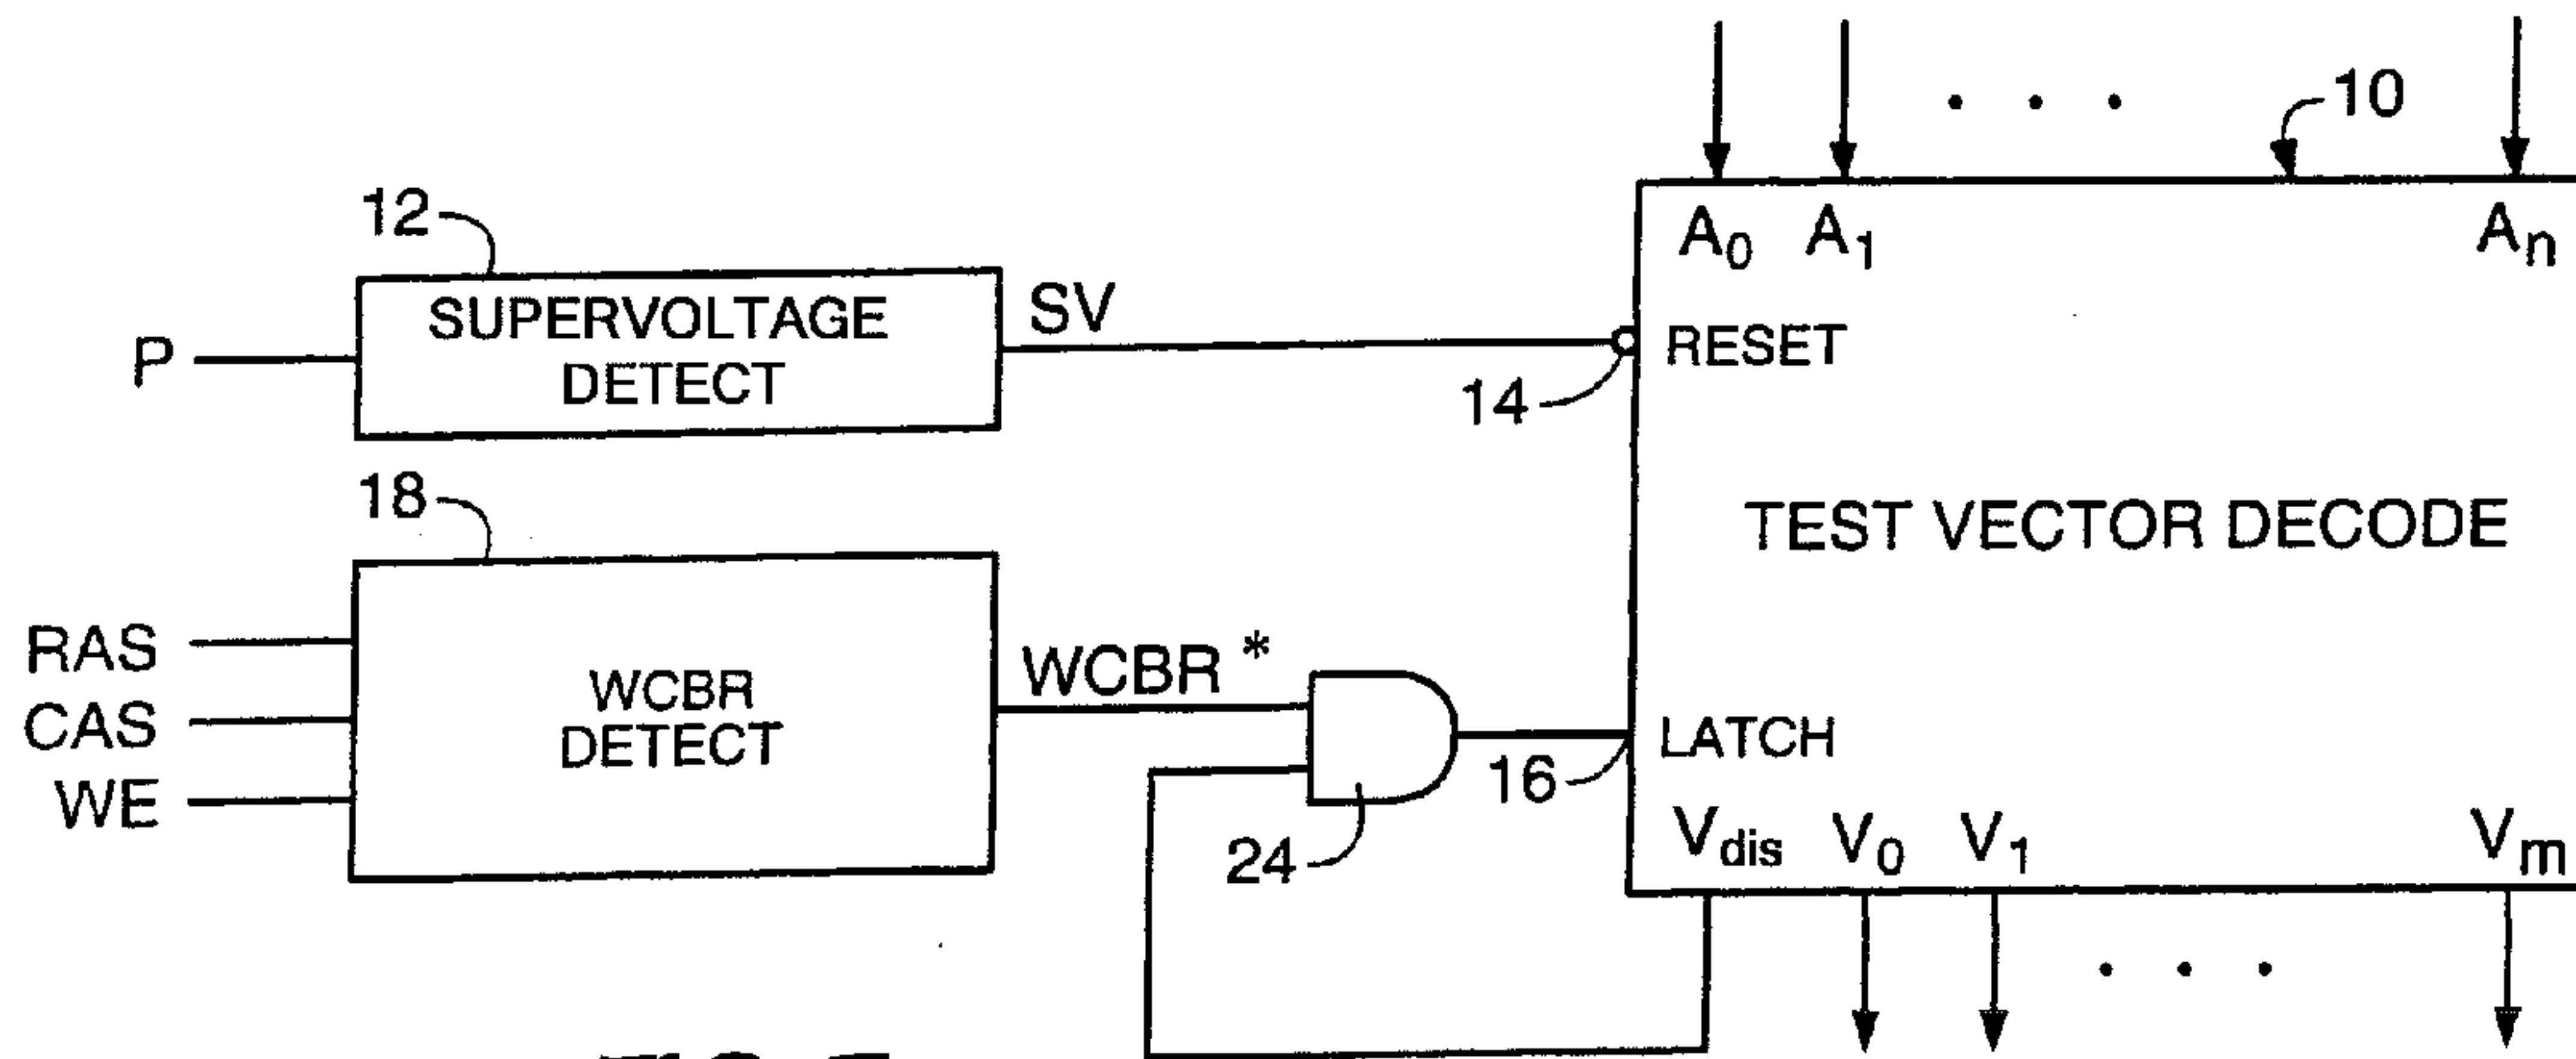 10
A0 A1 An
12
SUPERVOLTAGE
DETECT
SV
P
RESET
14
TEST VECTOR DECODE
18
RAS
CAS
WE
WCBR
DETECT
WCBR *
LATCH
16
24
Vdis V0 V1 Vm